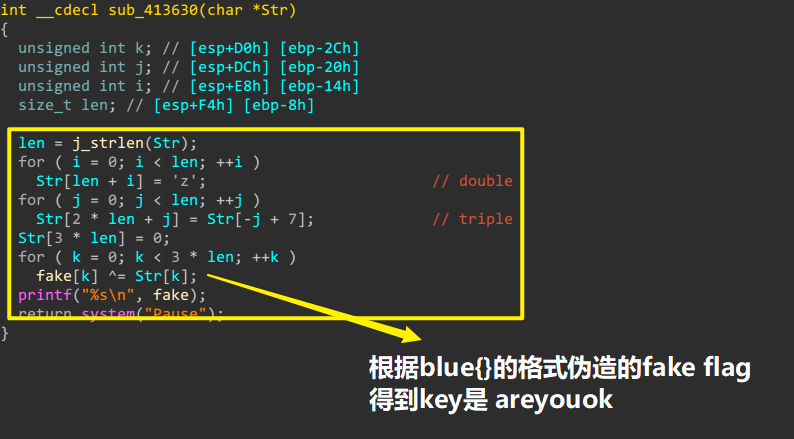 int __cdecl sub_413630(char *Str)
{
unsigned int k; // [esp+D0h] [ebp-2Ch]
unsigned int j; // [esp+DCh] [ebp-20h]
unsigned int i; // [esp+E8h] [ebp-14h]
size_t len; // [esp+F4h] [ebp-8h]
len = j_strlen(Str);
for ( i = 0; i < len; ++i )
Str[len + i] = 'z'; // double
for ( j = 0; j < len; ++j )
Str[2 * len + j] = Str[-j + 7]; // triple
Str[3 * len] = 0;
for ( k = 0; k < 3 * len; ++k )
fake[k] ^= Str[k];
printf("%s\n", fake);
return system("Pause");
}
根据blue{}的格式伪造的fake flag
得到key是 areyouok